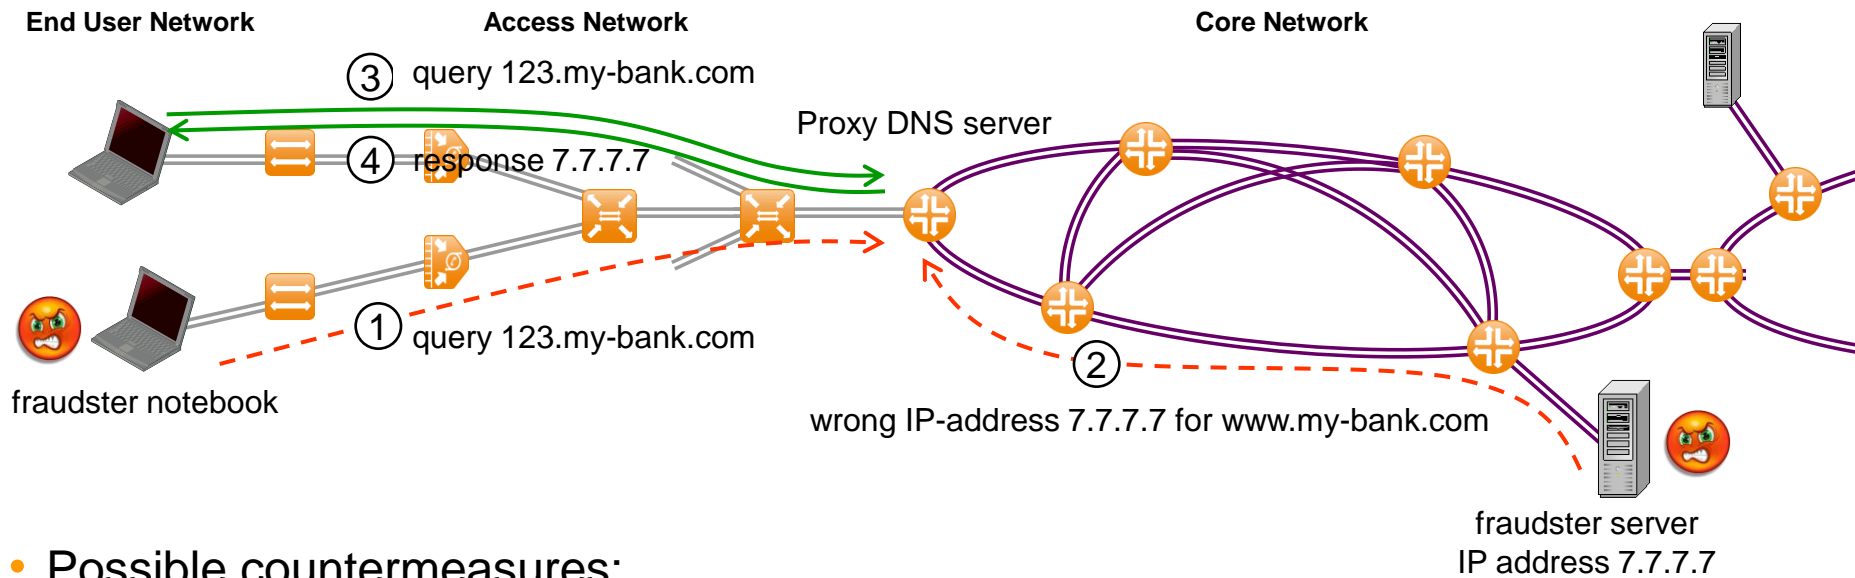 End User Network
Access Network
Core Network
3 query 123.my-bank.com
Proxy DNS server
4 response 7.7.7.7
1 query 123.my-bank.com
2
fraudster notebook
wrong IP-address 7.7.7.7 for www.my-bank.com
fraudster server
IP address 7.7.7.7
• Possible countermeasures: